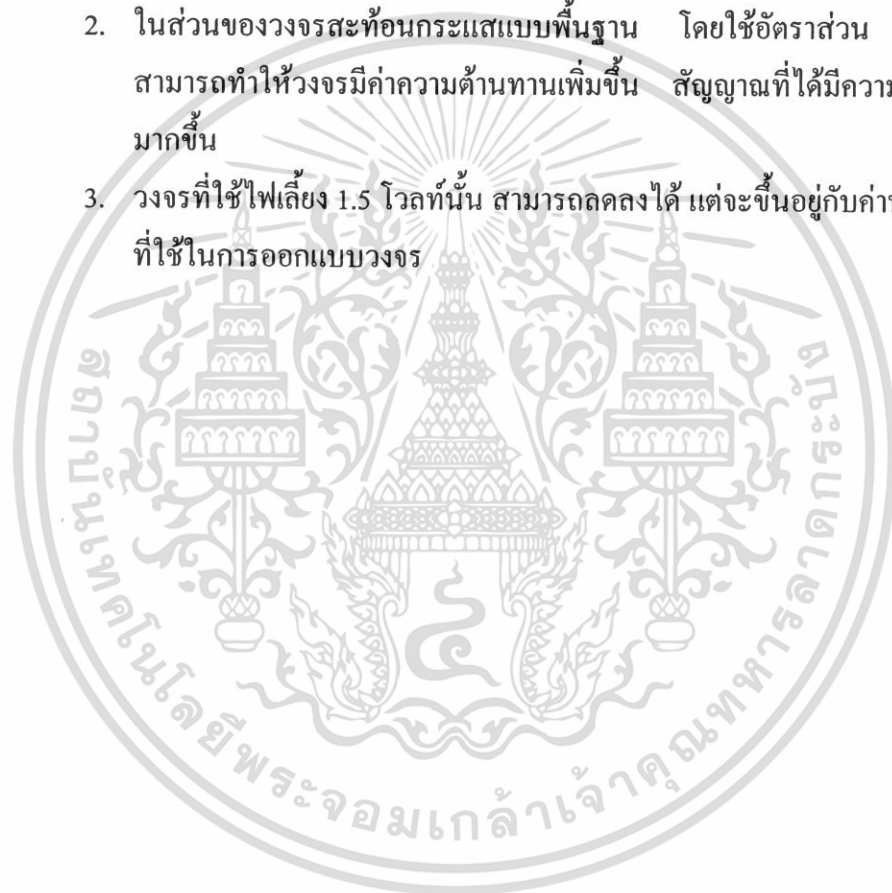 2. ในส่วนของวงจรสะท้อนกระแสแบบพื้นฐาน โดยใช้อัตราส่วน
สามารถทำให้วงจรมีค่าความต้านทานเพิ่มขึ้น สัญญาณที่ได้มีความ
มากขึ้น
3. วงจรที่ใช้ไฟเลี้ยง 1.5 โวลท์นั้น สามารถลดลงได้ แต่จะขึ้นอยู่กับค่า
ที่ใช้ในการออกแบบวงจร
สถาบันเทคโนโลยีพระจอมเกล้าเจ้าคุณทหารลาดกระบัง
๔